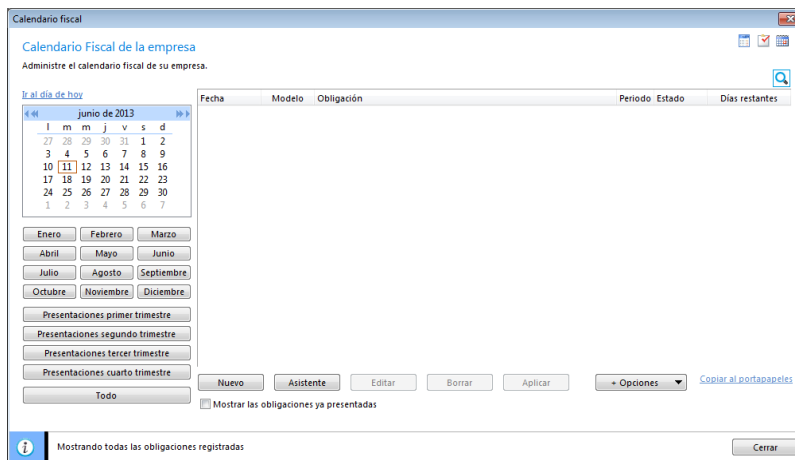 Calendario fiscal
Calendario Fiscal de la empresa
Administre el calendario fiscal de su empresa.
Ir al día de hoy
junio de 2013
l m m j v s d
27 28 29 30 31 1 2
3 4 5 6 7 8 9
10 11 12 13 14 15 16
17 18 19 20 21 22 23
24 25 26 27 28 29 30
1 2 3 4 5 6 7
Enero Febrero Marzo
Abril Mayo Junio
Julio Agosto Septiembre
Octubre Noviembre Diciembre
Presentaciones primer trimestre
Presentaciones segundo trimestre
Presentaciones tercer trimestre
Presentaciones cuarto trimestre
Todo
Fecha Modelo Obligación Periodo Estado Días restantes
Nuevo Asistente Editar Borrar Aplicar + Opciones Copiar al portapapeles
Mostrar las obligaciones ya presentadas
Mostrando todas las obligaciones registradas
Cerrar